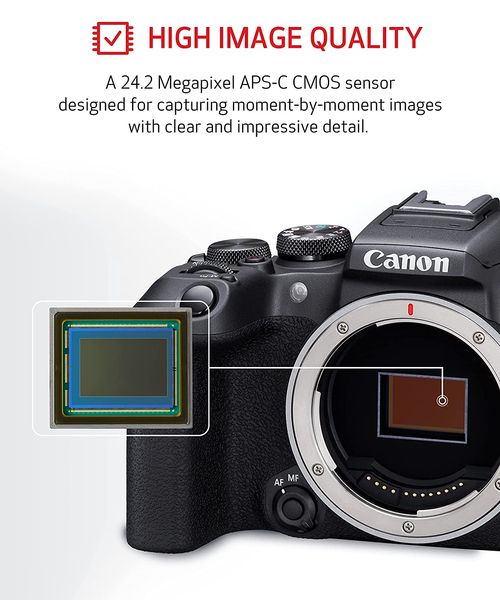 HIGH IMAGE QUALITY
A 24.2 Megapixel APS-C CMOS sensor
designed for capturing moment-by-moment images
with clear and impressive detail.
Canon
AF MF